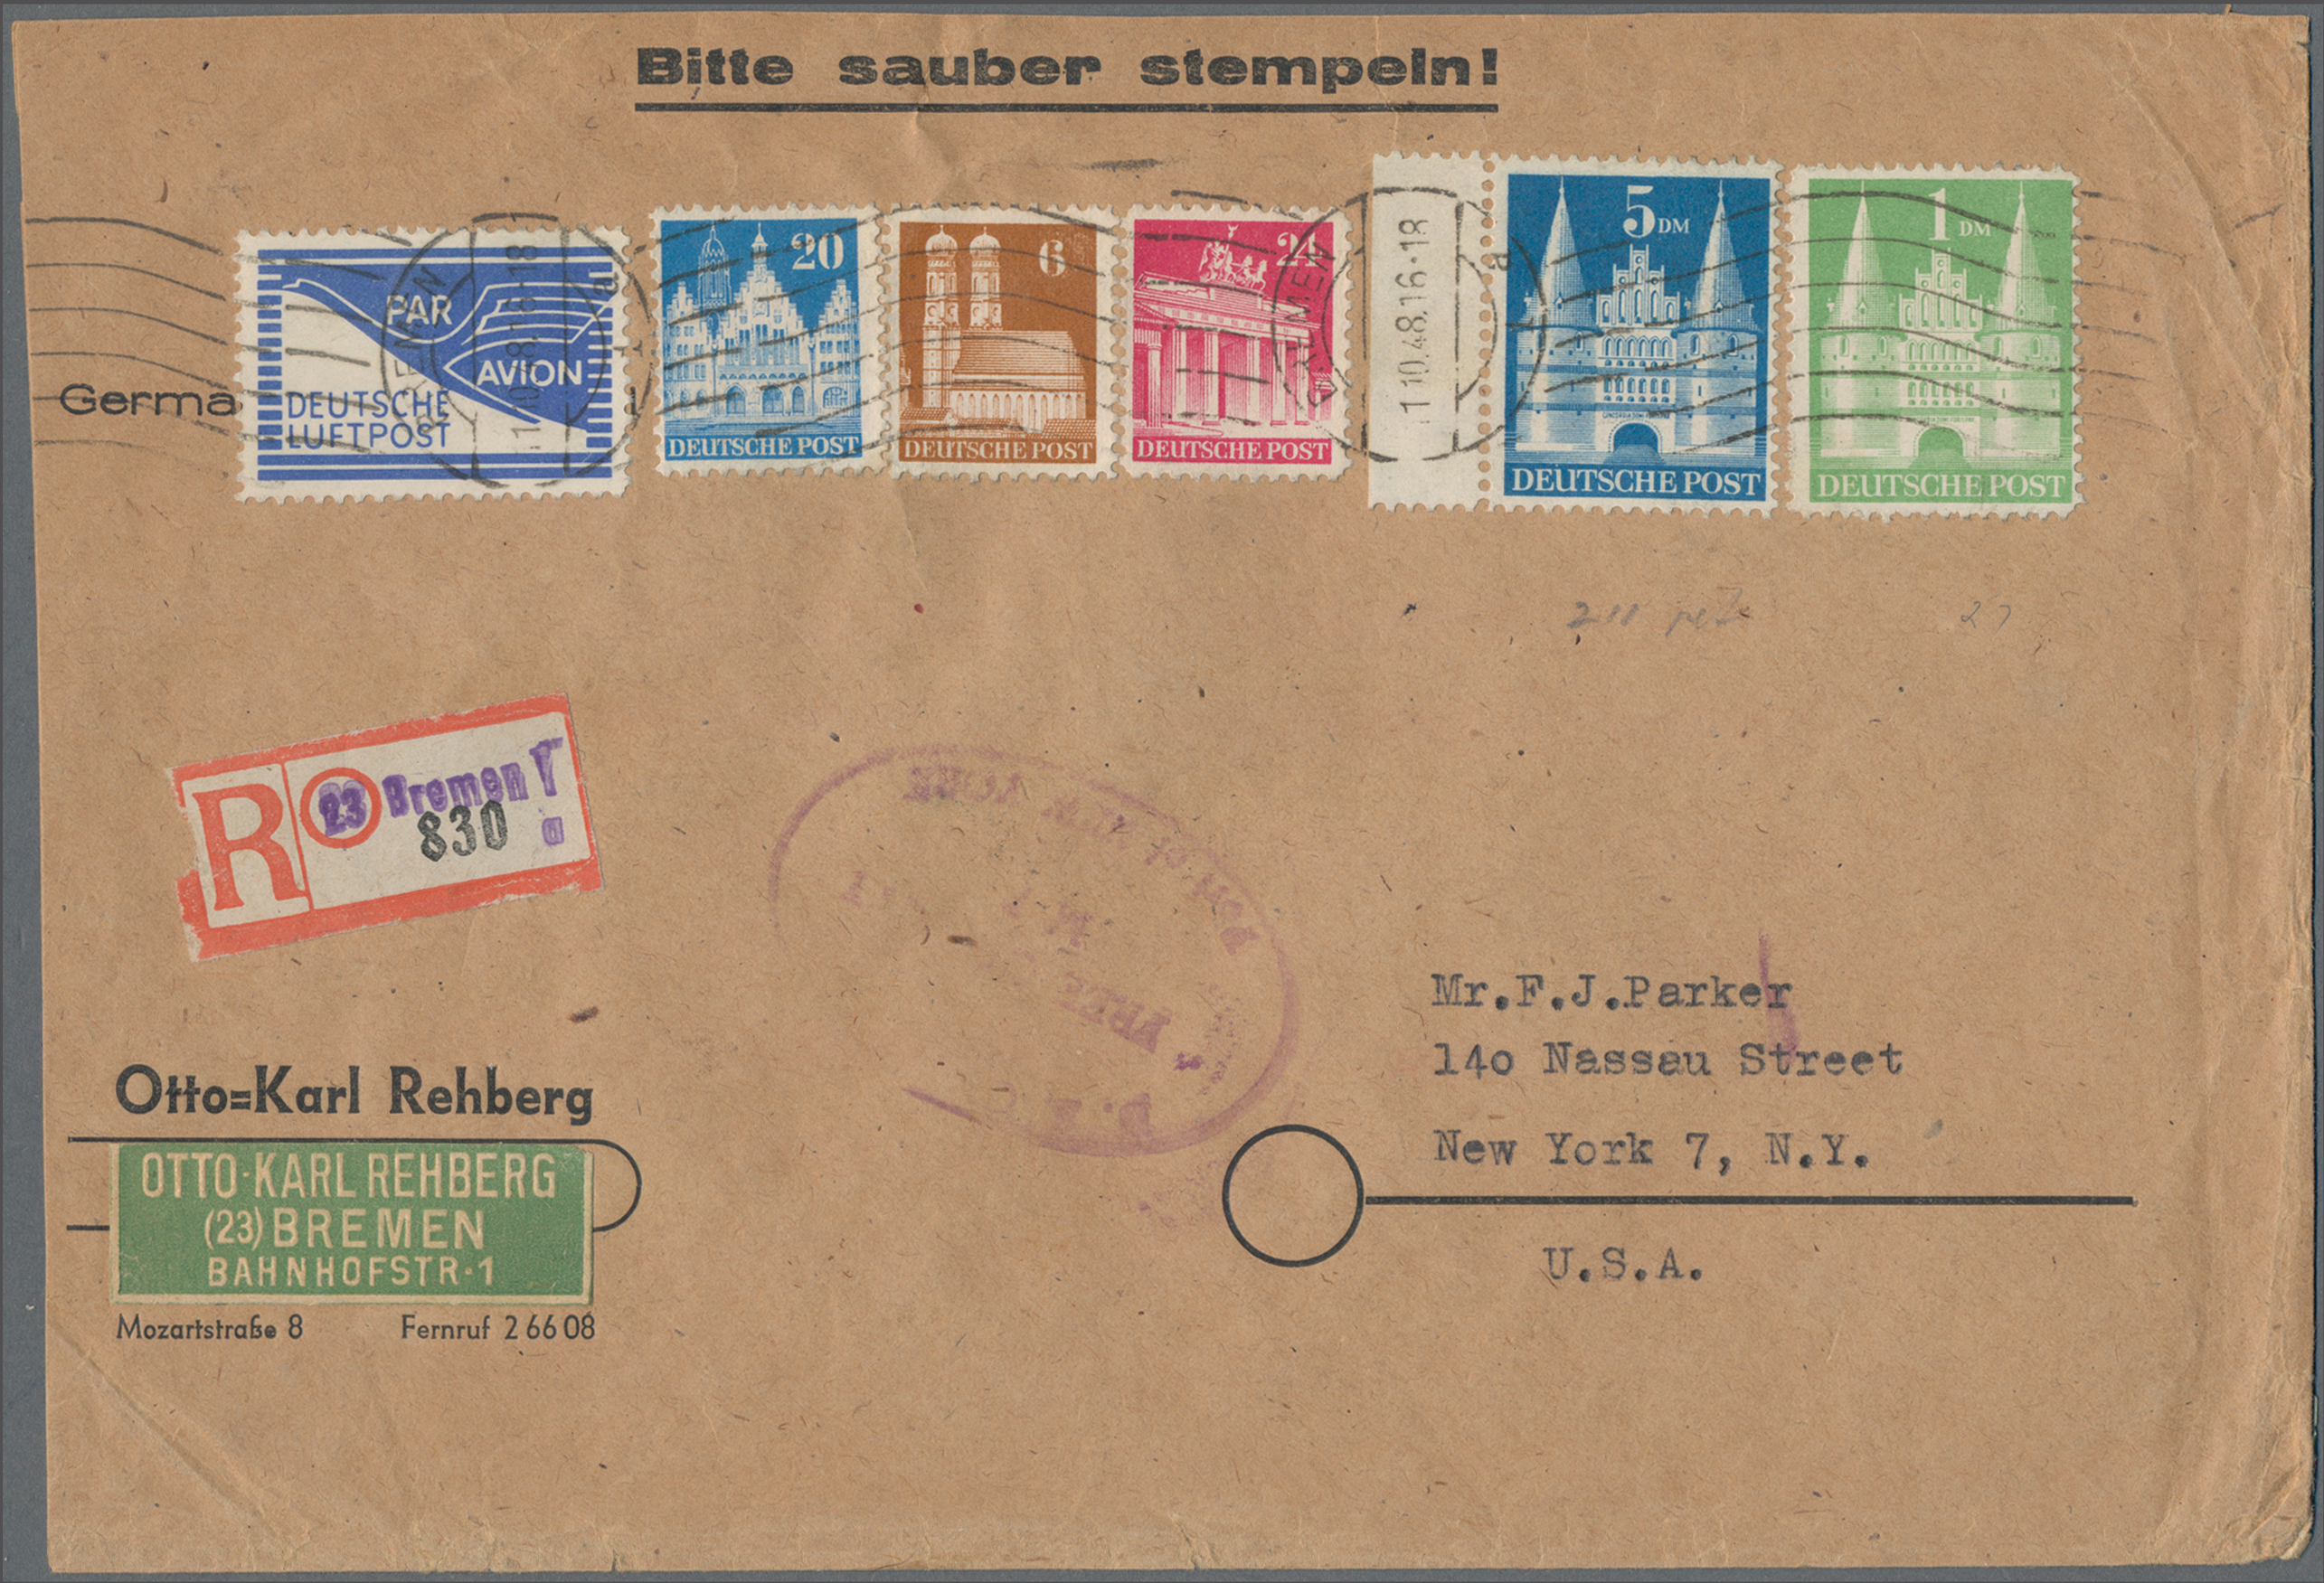 Bitte sauber stempeln!
Germa
PAR
AVION
DEUTSCHE
LUFTPOST
BREMEN
a
20
DEUTSCHE POST
6
DEUTSCHE POST
24
DEUTSCHE POST
BREMEN
1.10.48.16-18
a
5 DM
DEUTSCHE POST
1 DM
DEUTSCHE POST
R
23 Bremen 1
830
a
Otto=Karl Rehberg
OTTO-KARL REHBERG
(23) BREMEN
BAHNHOFSTR·1
Mozartstraße 8 Fernruf 2 66 08
FREE
Mr.F.J.Parker
140 Nassau Street
New York 7, N.Y.
U.S.A.